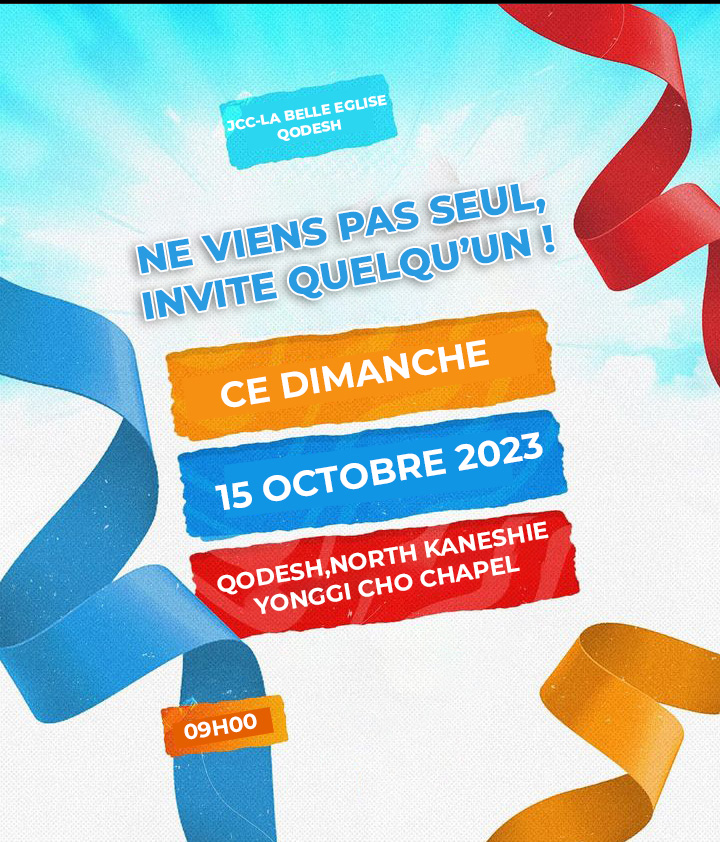 JCC-LA BELLE EGLISE
QODESH
NE VIENS PAS SEUL,
INVITE QUELQU’UN !
CE DIMANCHE
15 OCTOBRE 2023
QODESH,NORTH KANESHIE
YONGGI CHO CHAPEL
09H00